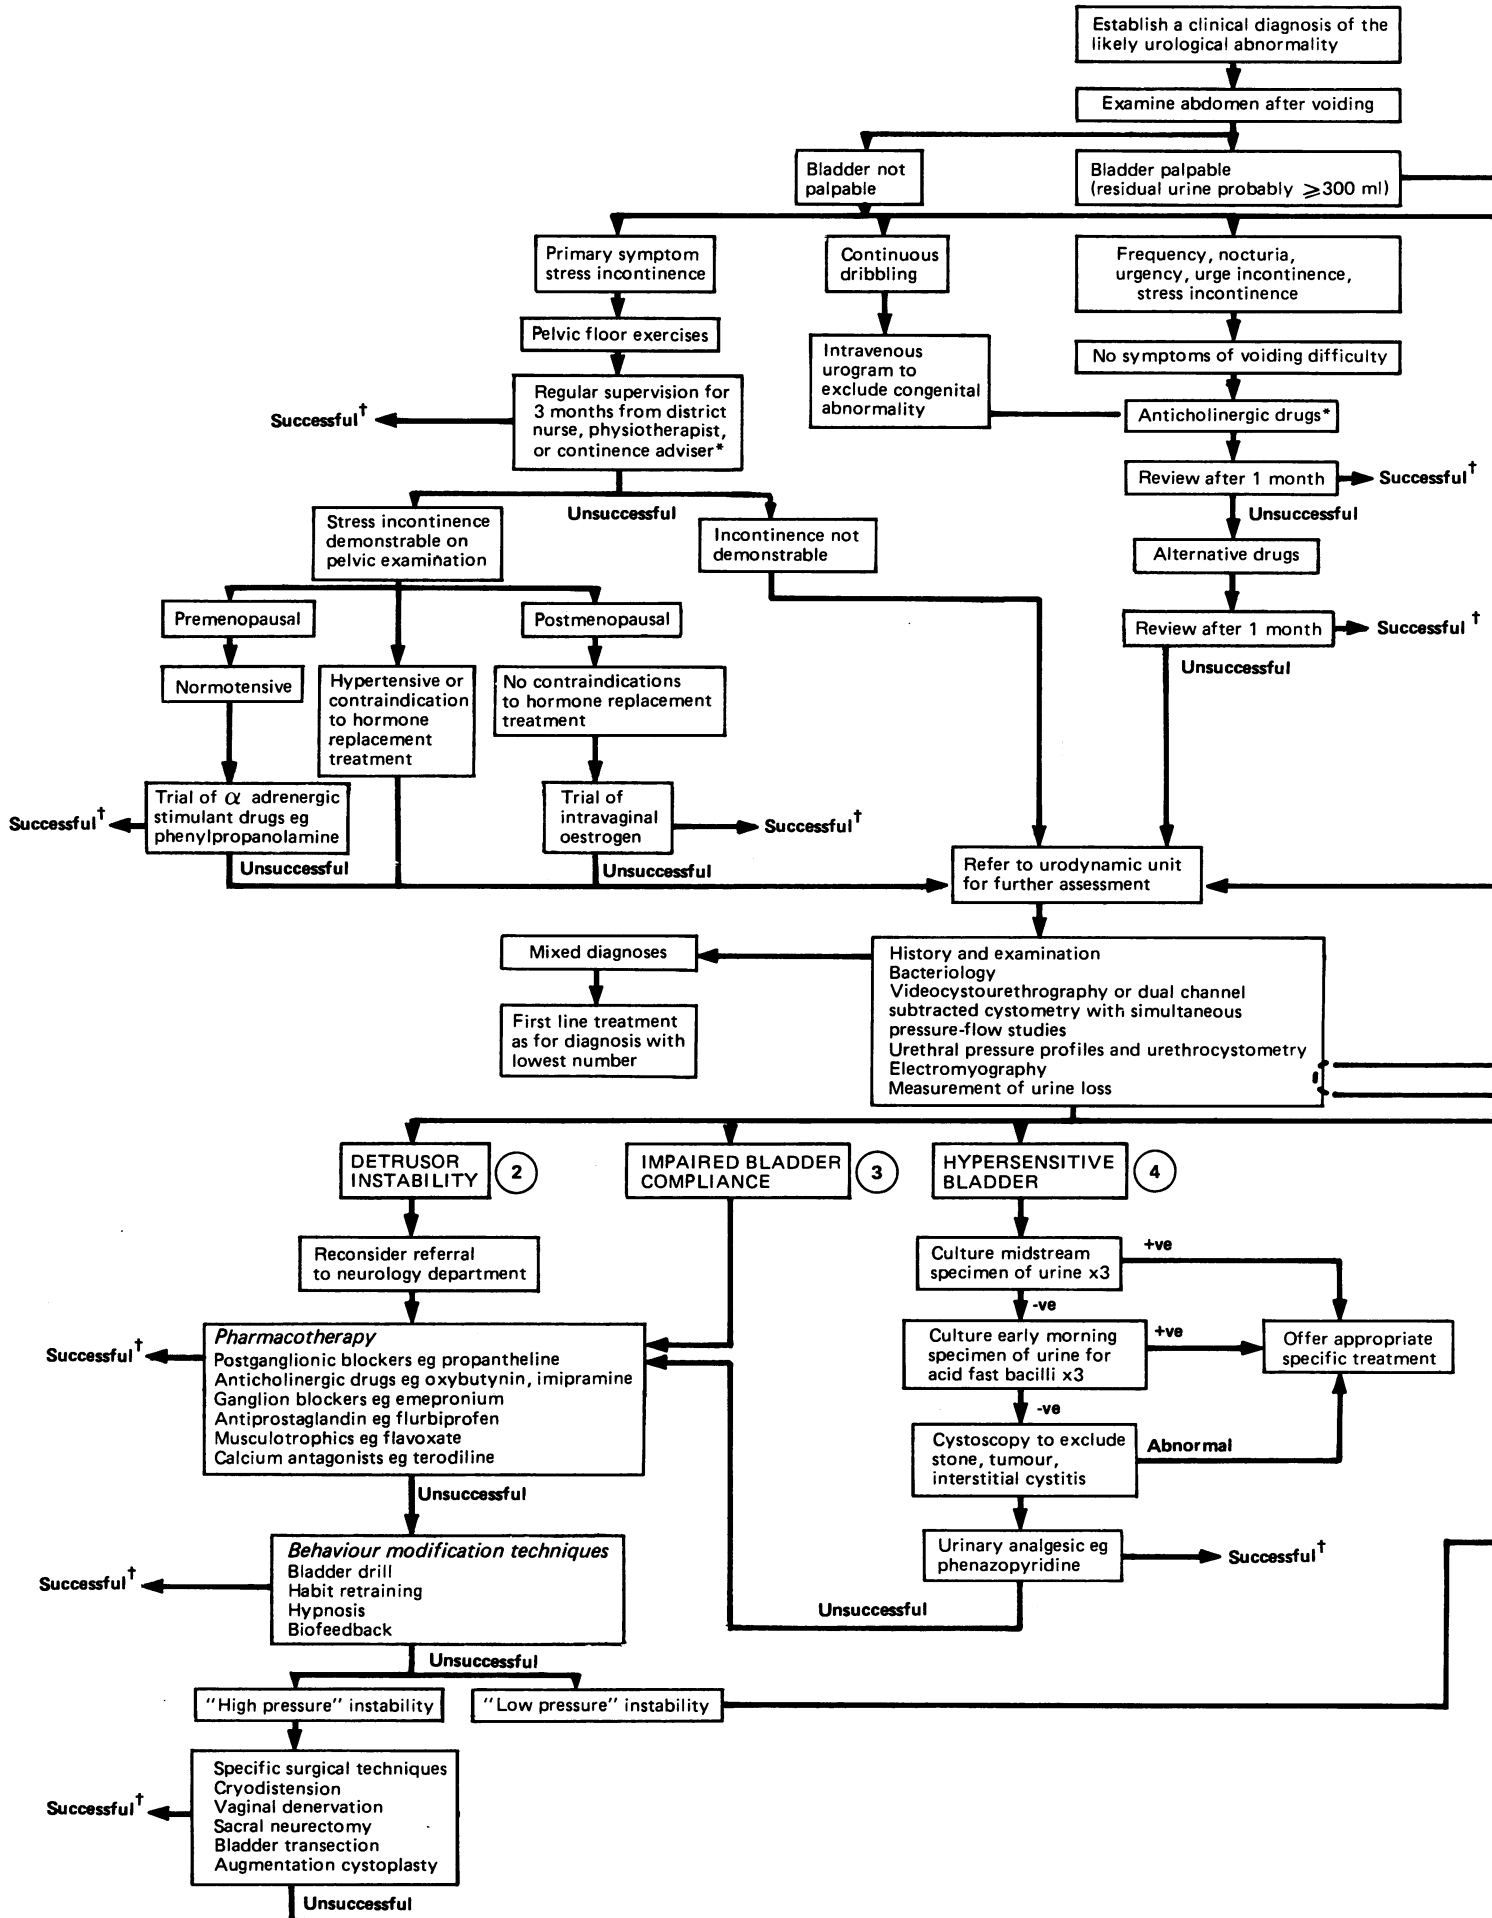 Establish a clinical diagnosis of the
likely urological abnormality
Examine abdomen after voiding
Bladder not
palpable
Bladder palpable
(residual urine probably ⩾300 ml)
Primary symptom
stress incontinence
Continuous
dribbling
Frequency, nocturia,
urgency, urge incontinence,
stress incontinence
Pelvic floor exercises
Intravenous
urogram to
exclude congenital
abnormality
No symptoms of voiding difficulty
Regular supervision for
3 months from district
nurse, physiotherapist,
or continence adviser*
Successful†
Anticholinergic drugs*
Review after 1 month
Successful†
Unsuccessful
Unsuccessful
Stress incontinence
demonstrable on
pelvic examination
Incontinence not
demonstrable
Alternative drugs
Premenopausal
Postmenopausal
Review after 1 month
Successful†
Unsuccessful
Normotensive
Hypertensive or
contraindication
to hormone
replacement
treatment
No contraindications
to hormone replacement
treatment
Successful†
Trial of α adrenergic
stimulant drugs eg
phenylpropanolamine
Trial of
intravaginal
oestrogen
Successful†
Unsuccessful
Unsuccessful
Refer to urodynamic unit
for further assessment
Mixed diagnoses
First line treatment
as for diagnosis with
lowest number
History and examination
Bacteriology
Videocystourethrography or dual channel
subtracted cystometry with simultaneous
pressure-flow studies
Urethral pressure profiles and urethrocystometry
Electromyography
Measurement of urine loss
DETRUSOR
INSTABILITY
2
IMPAIRED BLADDER
COMPLIANCE
3
HYPERSENSITIVE
BLADDER
4
Reconsider referral
to neurology department
Culture midstream
specimen of urine x3
+ve
-ve
Successful†
Pharmacotherapy
Postganglionic blockers eg propantheline
Anticholinergic drugs eg oxybutynin, imipramine
Ganglion blockers eg emepronium
Antiprostaglandin eg flurbiprofen
Musculotrophics eg flavoxate
Calcium antagonists eg terodiline
Culture early morning
specimen of urine for
acid fast bacilli x3
+ve
Offer appropriate
specific treatment
-ve
Cystoscopy to exclude
stone, tumour,
interstitial cystitis
Abnormal
Unsuccessful
Urinary analgesic eg
phenazopyridine
Successful†
Successful†
Behaviour modification techniques
Bladder drill
Habit retraining
Hypnosis
Biofeedback
Unsuccessful
Unsuccessful
"High pressure" instability
"Low pressure" instability
Successful†
Specific surgical techniques
Cryodistension
Vaginal denervation
Sacral neurectomy
Bladder transection
Augmentation cystoplasty
Unsuccessful